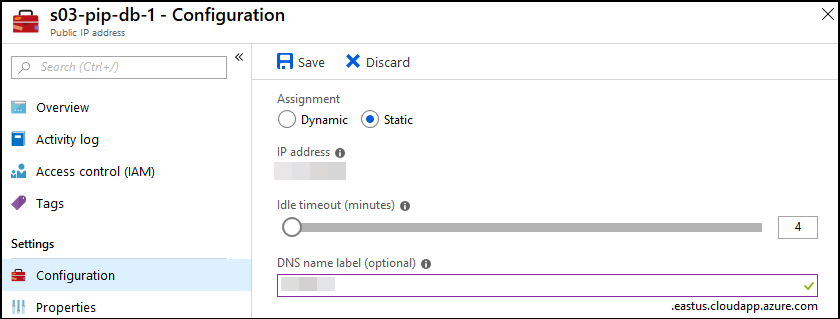 s03-pip-db-1 - Configuration
Public IP address
Search (Ctrl+/)
«
Overview
Activity log
Access control (IAM)
Tags
Settings
Configuration
Properties
Save Discard
Assignment
Dynamic Static
IP address
Idle timeout (minutes)
4
DNS name label (optional)
.eastus.cloudapp.azure.com